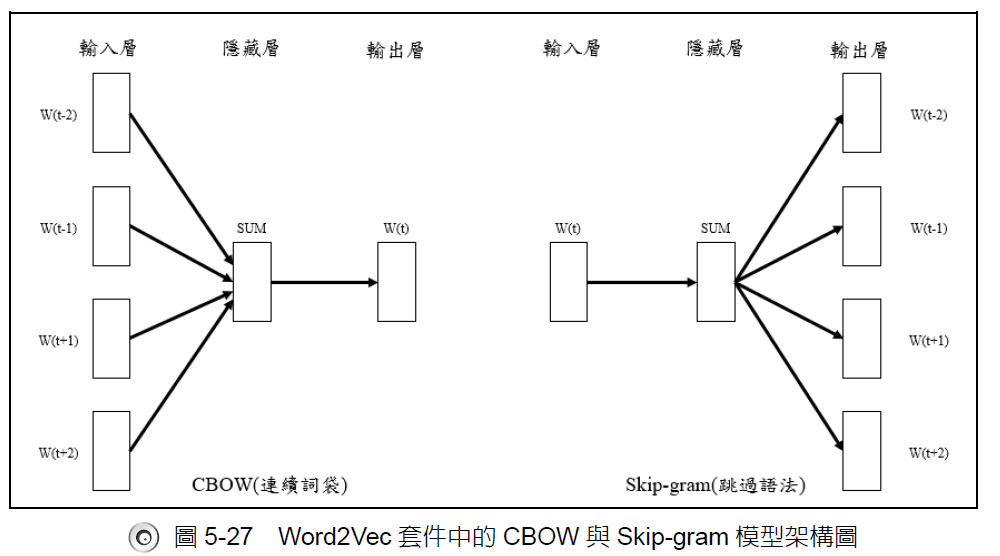 輸入層 隱藏層 輸出層
W(t-2)
W(t-1)
SUM W(t)
W(t+1)
W(t+2)
CBOW(連續詞袋)
輸入層 隱藏層 輸出層
W(t-2)
W(t-1)
W(t) SUM
W(t+1)
W(t+2)
Skip-gram(跳過語法)
圖 5-27 Word2Vec 套件中的 CBOW 與 Skip-gram 模型架構圖